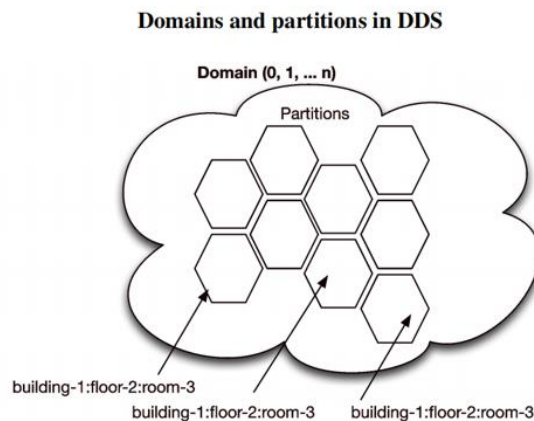 Domains and partitions in DDS
Domain (0, 1, ... n)
Partitions
building-1:floor-2:room-3
building-1:floor-2:room-3
building-1:floor-2:room-3